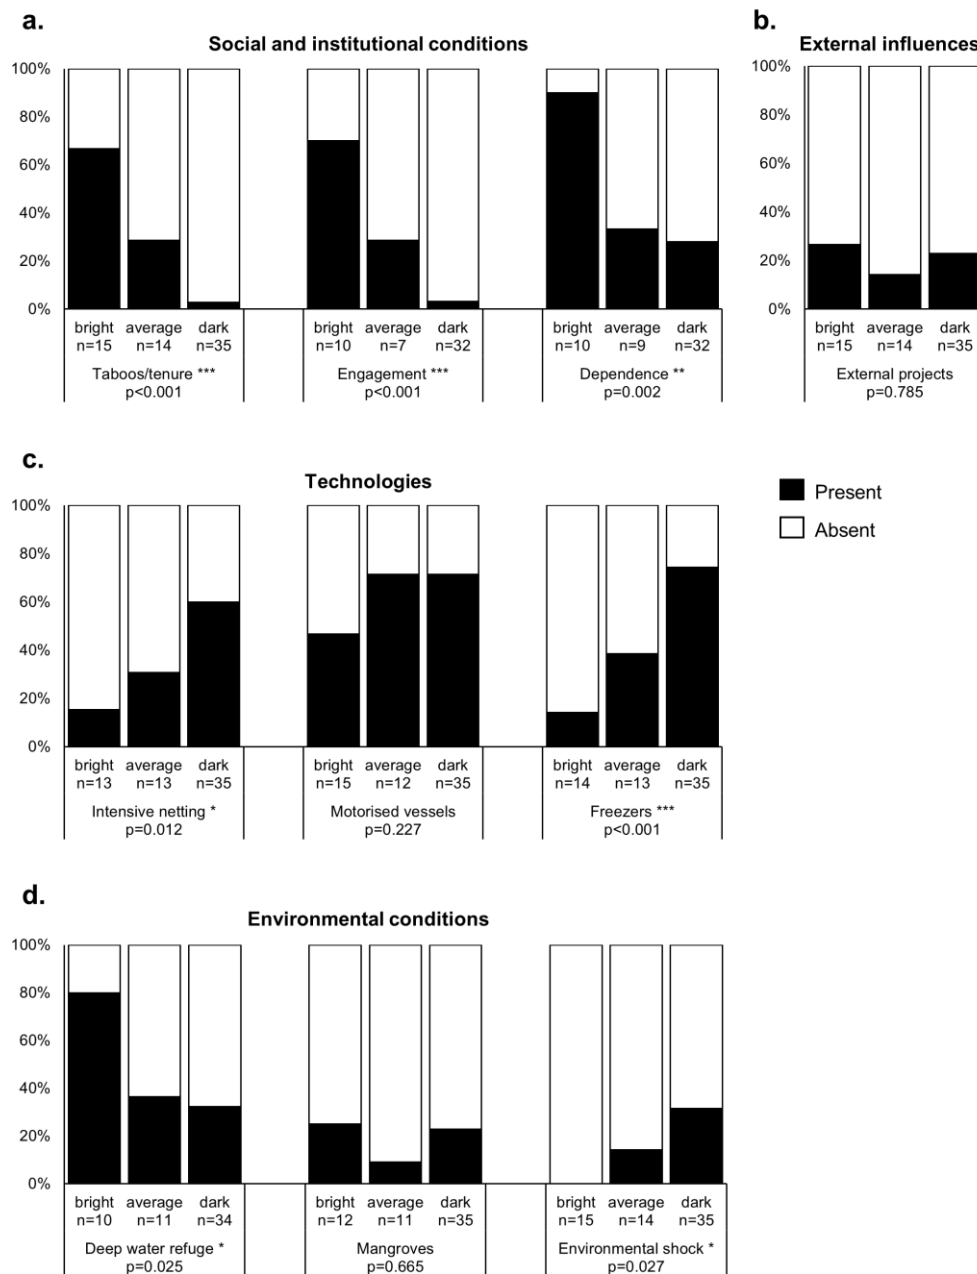 a.
Social and institutional conditions
100%
80%
60%
40%
20%
0%
bright average dark
n=15 n=14 n=35
Taboos/tenure ***
p<0.001
bright average dark
n=10 n=7 n=32
Engagement ***
p<0.001
bright average dark
n=10 n=9 n=32
Dependence **
p=0.002
b.
External influences
100%
80%
60%
40%
20%
0%
bright average dark
n=15 n=14 n=35
External projects
p=0.785
c.
Technologies
100%
80%
60%
40%
20%
0%
bright average dark
n=13 n=13 n=35
Intensive netting *
p=0.012
bright average dark
n=15 n=12 n=35
Motorised vessels
p=0.227
bright average dark
n=14 n=13 n=35
Freezers ***
p<0.001
Present
Absent
d.
Environmental conditions
100%
80%
60%
40%
20%
0%
bright average dark
n=10 n=11 n=34
Deep water refuge *
p=0.025
bright average dark
n=12 n=11 n=35
Mangroves
p=0.665
bright average dark
n=15 n=14 n=35
Environmental shock *
p=0.027